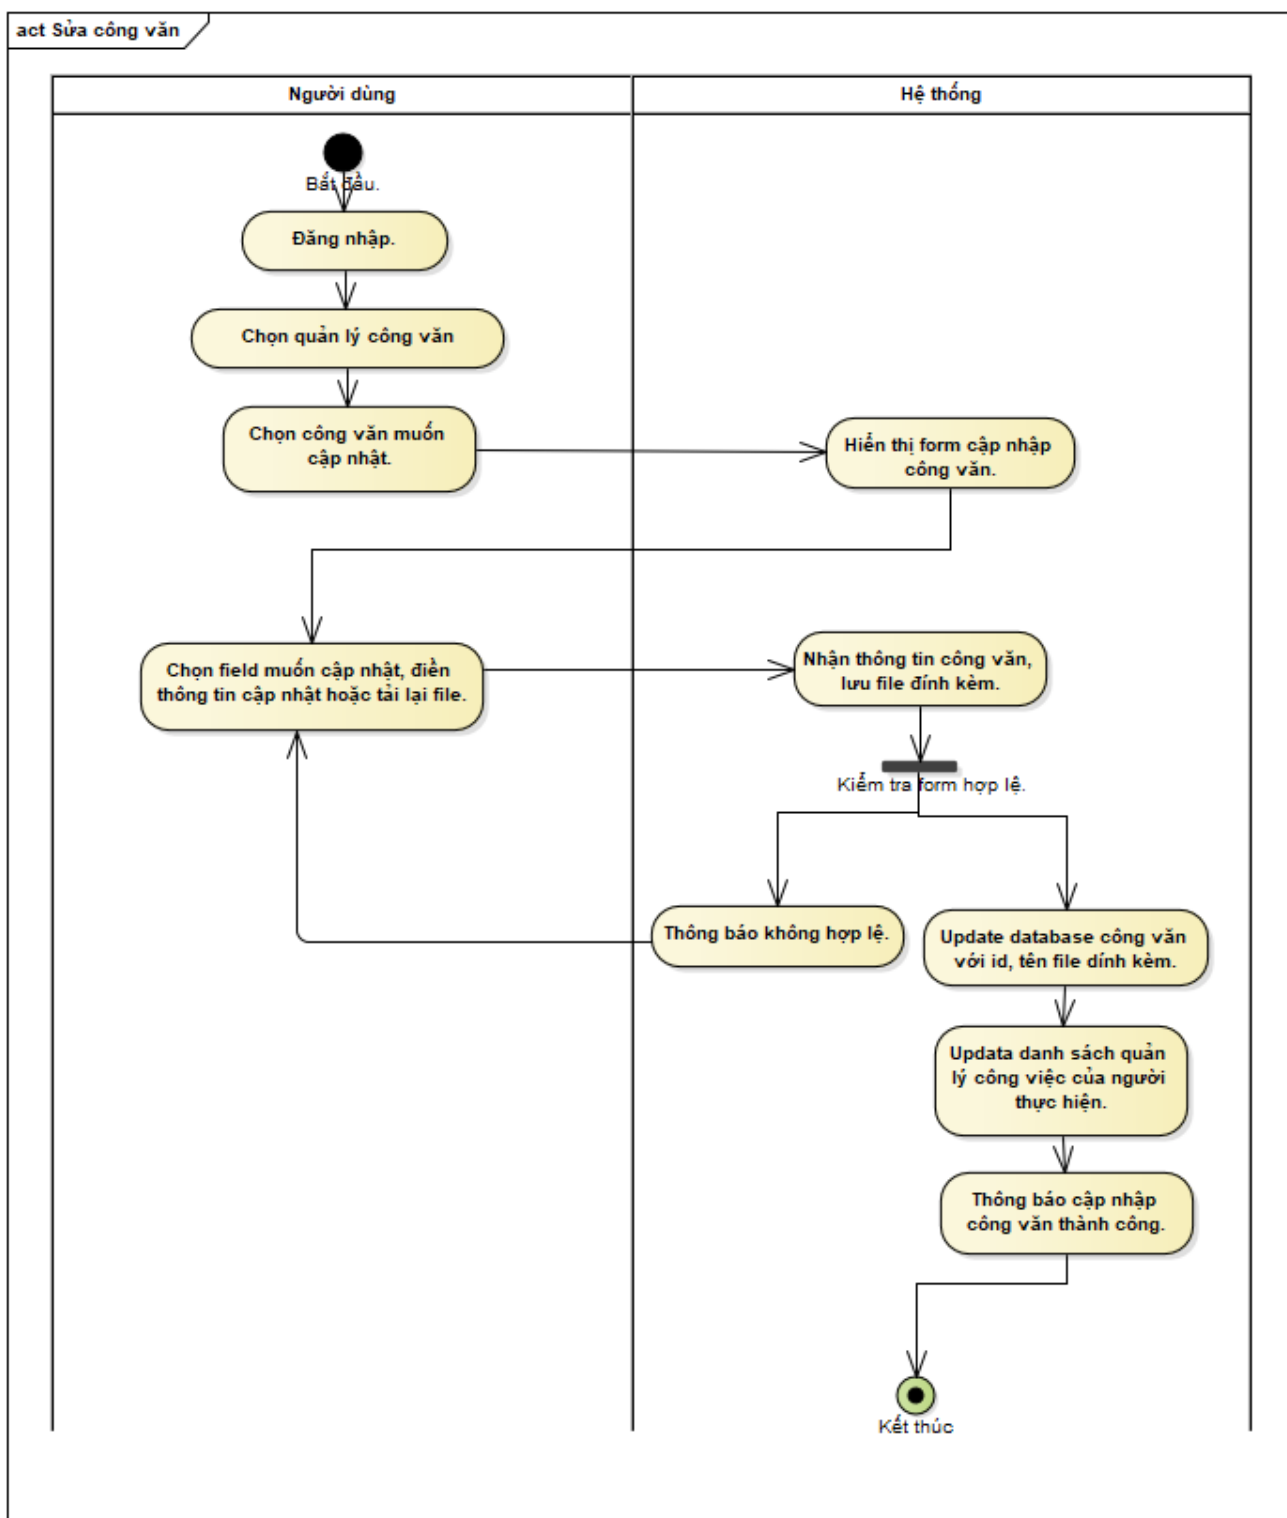 act Sửa công văn
Người dùng
Hệ thống
Bắt đầu.
Đăng nhập.
Chọn quản lý công văn
Chọn công văn muốn
cập nhật.
Hiển thị form cập nhập
công văn.
Chọn field muốn cập nhật, điền
thông tin cập nhật hoặc tải lại file.
Nhận thông tin công văn,
lưu file đính kèm.
Kiểm tra form hợp lệ.
Thông báo không hợp lệ.
Update database công văn
với id, tên file dính kèm.
Updata danh sách quản
lý công việc của người
thực hiện.
Thông báo cập nhập
công văn thành công.
Kết thúc